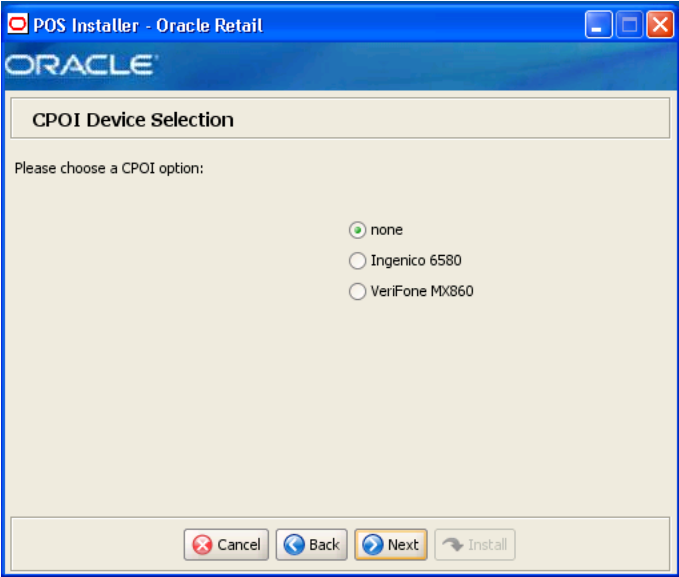 POS Installer - Oracle Retail
ORACLE
CPOI Device Selection
Please choose a CPOI option:
none
Ingenico 6580
VeriFone MX860
Cancel Back Next Install